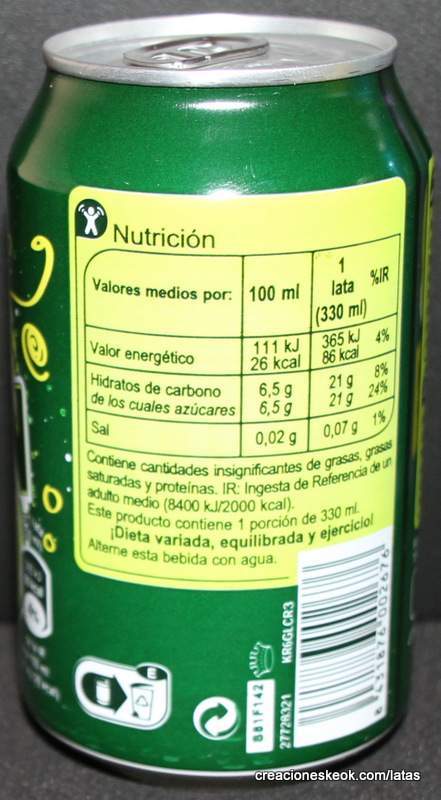 Nutrición
Valores medios por: 100 ml 1 lata (330 ml) %IR
Valor energético 111 kJ 26 kcal 365 kJ 86 kcal 4%
Hidratos de carbono 6,5 g 21 g 8%
de los cuales azúcares 6,5 g 21 g 24%
Sal 0,02 g 0,07 g 1%
Contiene cantidades insignificantes de grasas, grasas
saturadas y proteínas. IR: Ingesta de Referencia de un
adulto medio (8400 kJ/2000 kcal).
Este producto contiene 1 porción de 330 ml.
¡Dieta variada, equilibrada y ejercicio!
Alterne esta bebida con agua.
E
B81F142
27728321 KR6GLCR3
8 431876 002676
creacioneskeok.com/latas